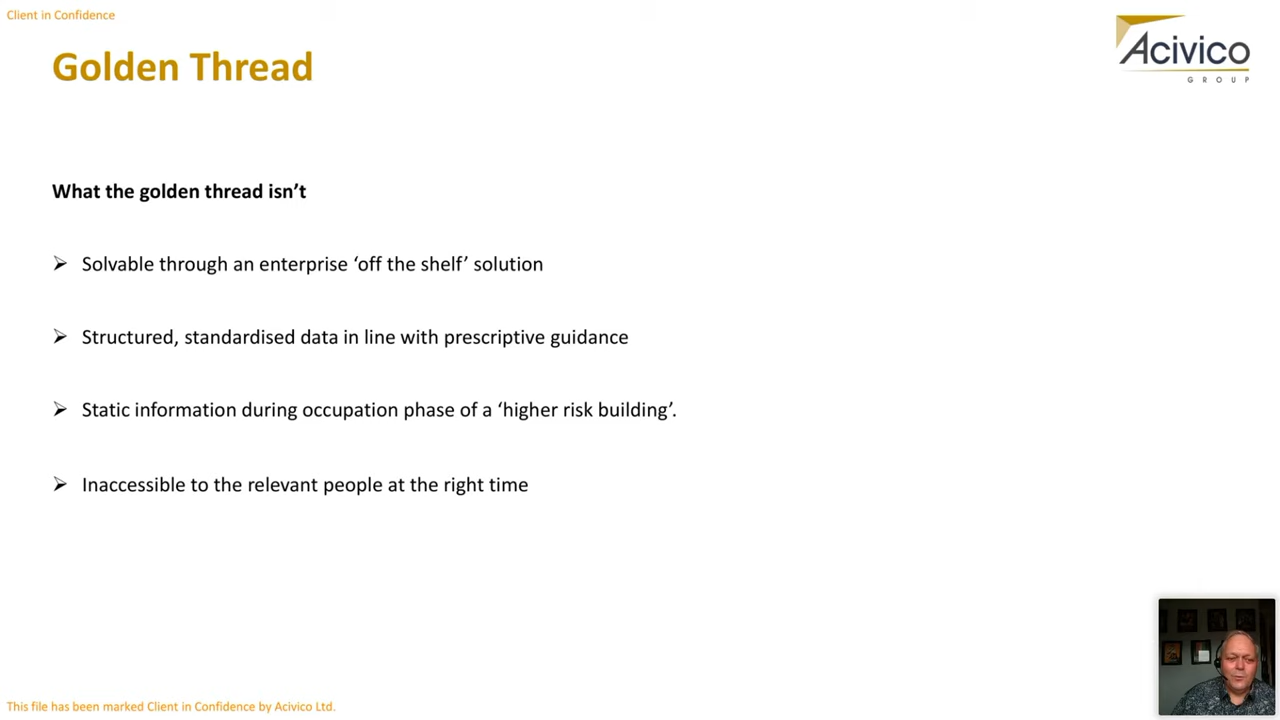 Client in Confidence
Golden Thread
Acivico
GROUP
What the golden thread isn’t
Solvable through an enterprise ‘off the shelf’ solution
Structured, standardised data in line with prescriptive guidance
Static information during occupation phase of a ‘higher risk building’.
Inaccessible to the relevant people at the right time
This file has been marked Client in Confidence by Acivico Ltd.